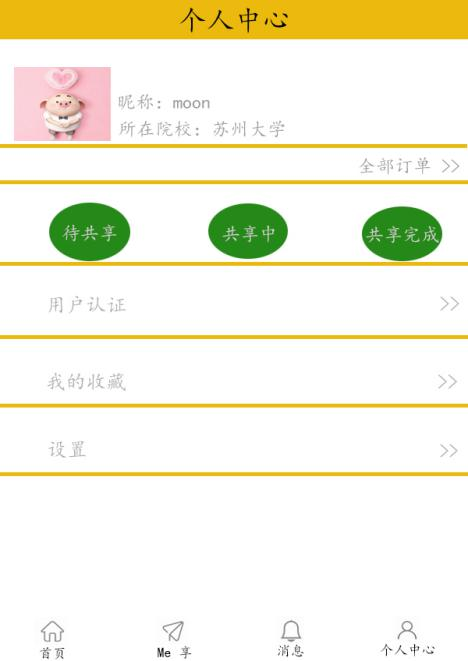 个人中心
昵称：moon
所在院校：苏州大学
全部订单 >>
待共享 共享中 共享完成
用户认证 >>
我的收藏 >>
设置 >>
首页 Me 享 消息 个人中心